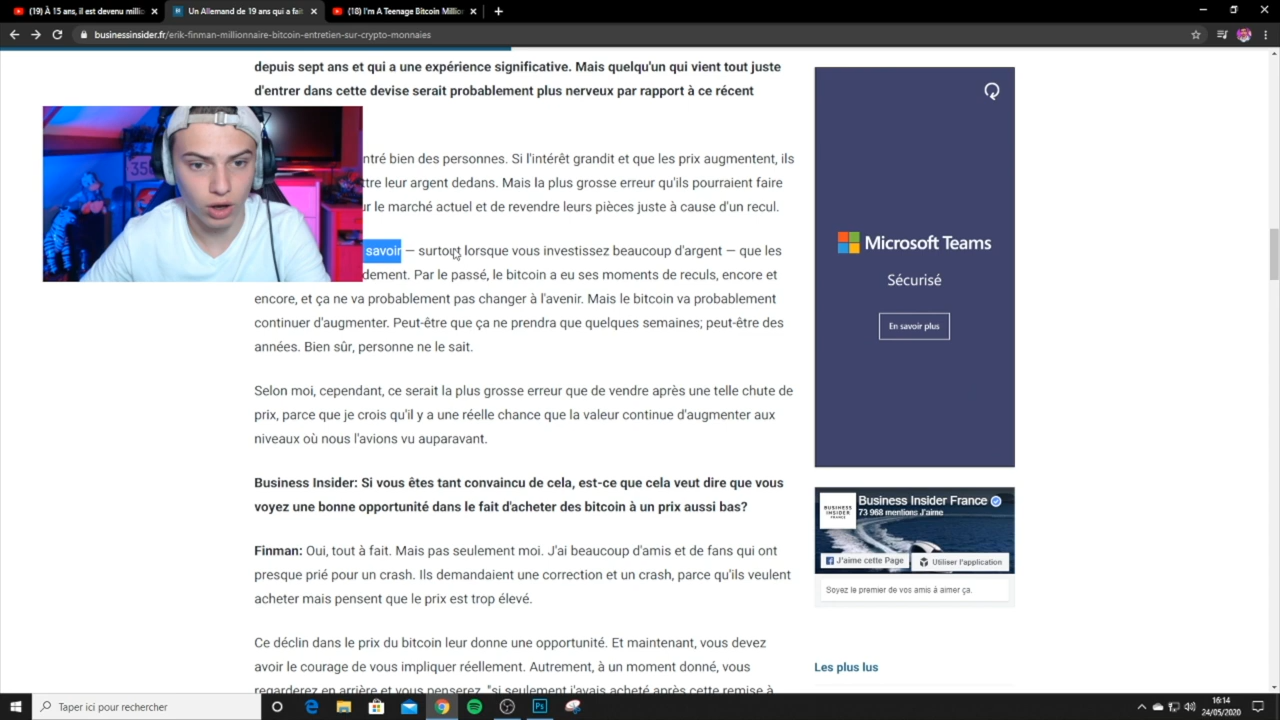 (19) À 15 ans, il est devenu millio
Un Allemand de 19 ans qui a fait
(18) I'm A Teenage Bitcoin Millior
businessinsider.fr/erik-finman-millionnaire-bitcoin-entretien-sur-crypto-monnaies
depuis sept ans et qui a une expérience significative. Mais quelqu'un qui vient tout juste
d'entrer dans cette devise serait probablement plus nerveux par rapport à ce récent
ntré bien des personnes. Si l'intérêt grandit et que les prix augmentent, ils
ttre leur argent dedans. Mais la plus grosse erreur qu'ils pourraient faire
r le marché actuel et de revendre leurs pièces juste à cause d'un recul.
savoir — surtout lorsque vous investissez beaucoup d'argent — que les
dement. Par le passé, le bitcoin a eu ses moments de reculs, encore et
encore, et ça ne va probablement pas changer à l'avenir. Mais le bitcoin va probablement
continuer d'augmenter. Peut-être que ça ne prendra que quelques semaines; peut-être des
années. Bien sûr, personne ne le sait.
Selon moi, cependant, ce serait la plus grosse erreur que de vendre après une telle chute de
prix, parce que je crois qu'il y a une réelle chance que la valeur continue d'augmenter aux
niveaux où nous l'avions vu auparavant.
Business Insider: Si vous êtes tant convaincu de cela, est-ce que cela veut dire que vous
voyez une bonne opportunité dans le fait d'acheter des bitcoin à un prix aussi bas?
Finman: Oui, tout à fait. Mais pas seulement moi. J'ai beaucoup d'amis et de fans qui ont
presque prié pour un crash. Ils demandaient une correction et un crash, parce qu'ils veulent
acheter mais pensent que le prix est trop élevé.
Ce déclin dans le prix du bitcoin leur donne une opportunité. Et maintenant, vous devez
avoir le courage de vous impliquer réellement. Autrement, à un moment donné, vous
regarderez en arrière et vous penserez, "si seulement j'avais acheté après cette remise à
Microsoft Teams
Sécurisé
En savoir plus
BUSINESS
INSIDER
FRANCE
Business Insider France
73 968 mentions J'aime
J'aime cette Page
Utiliser l'application
Soyez le premier de vos amis à aimer ça.
Les plus lus
Taper ici pour rechercher
16:14
24/05/2020